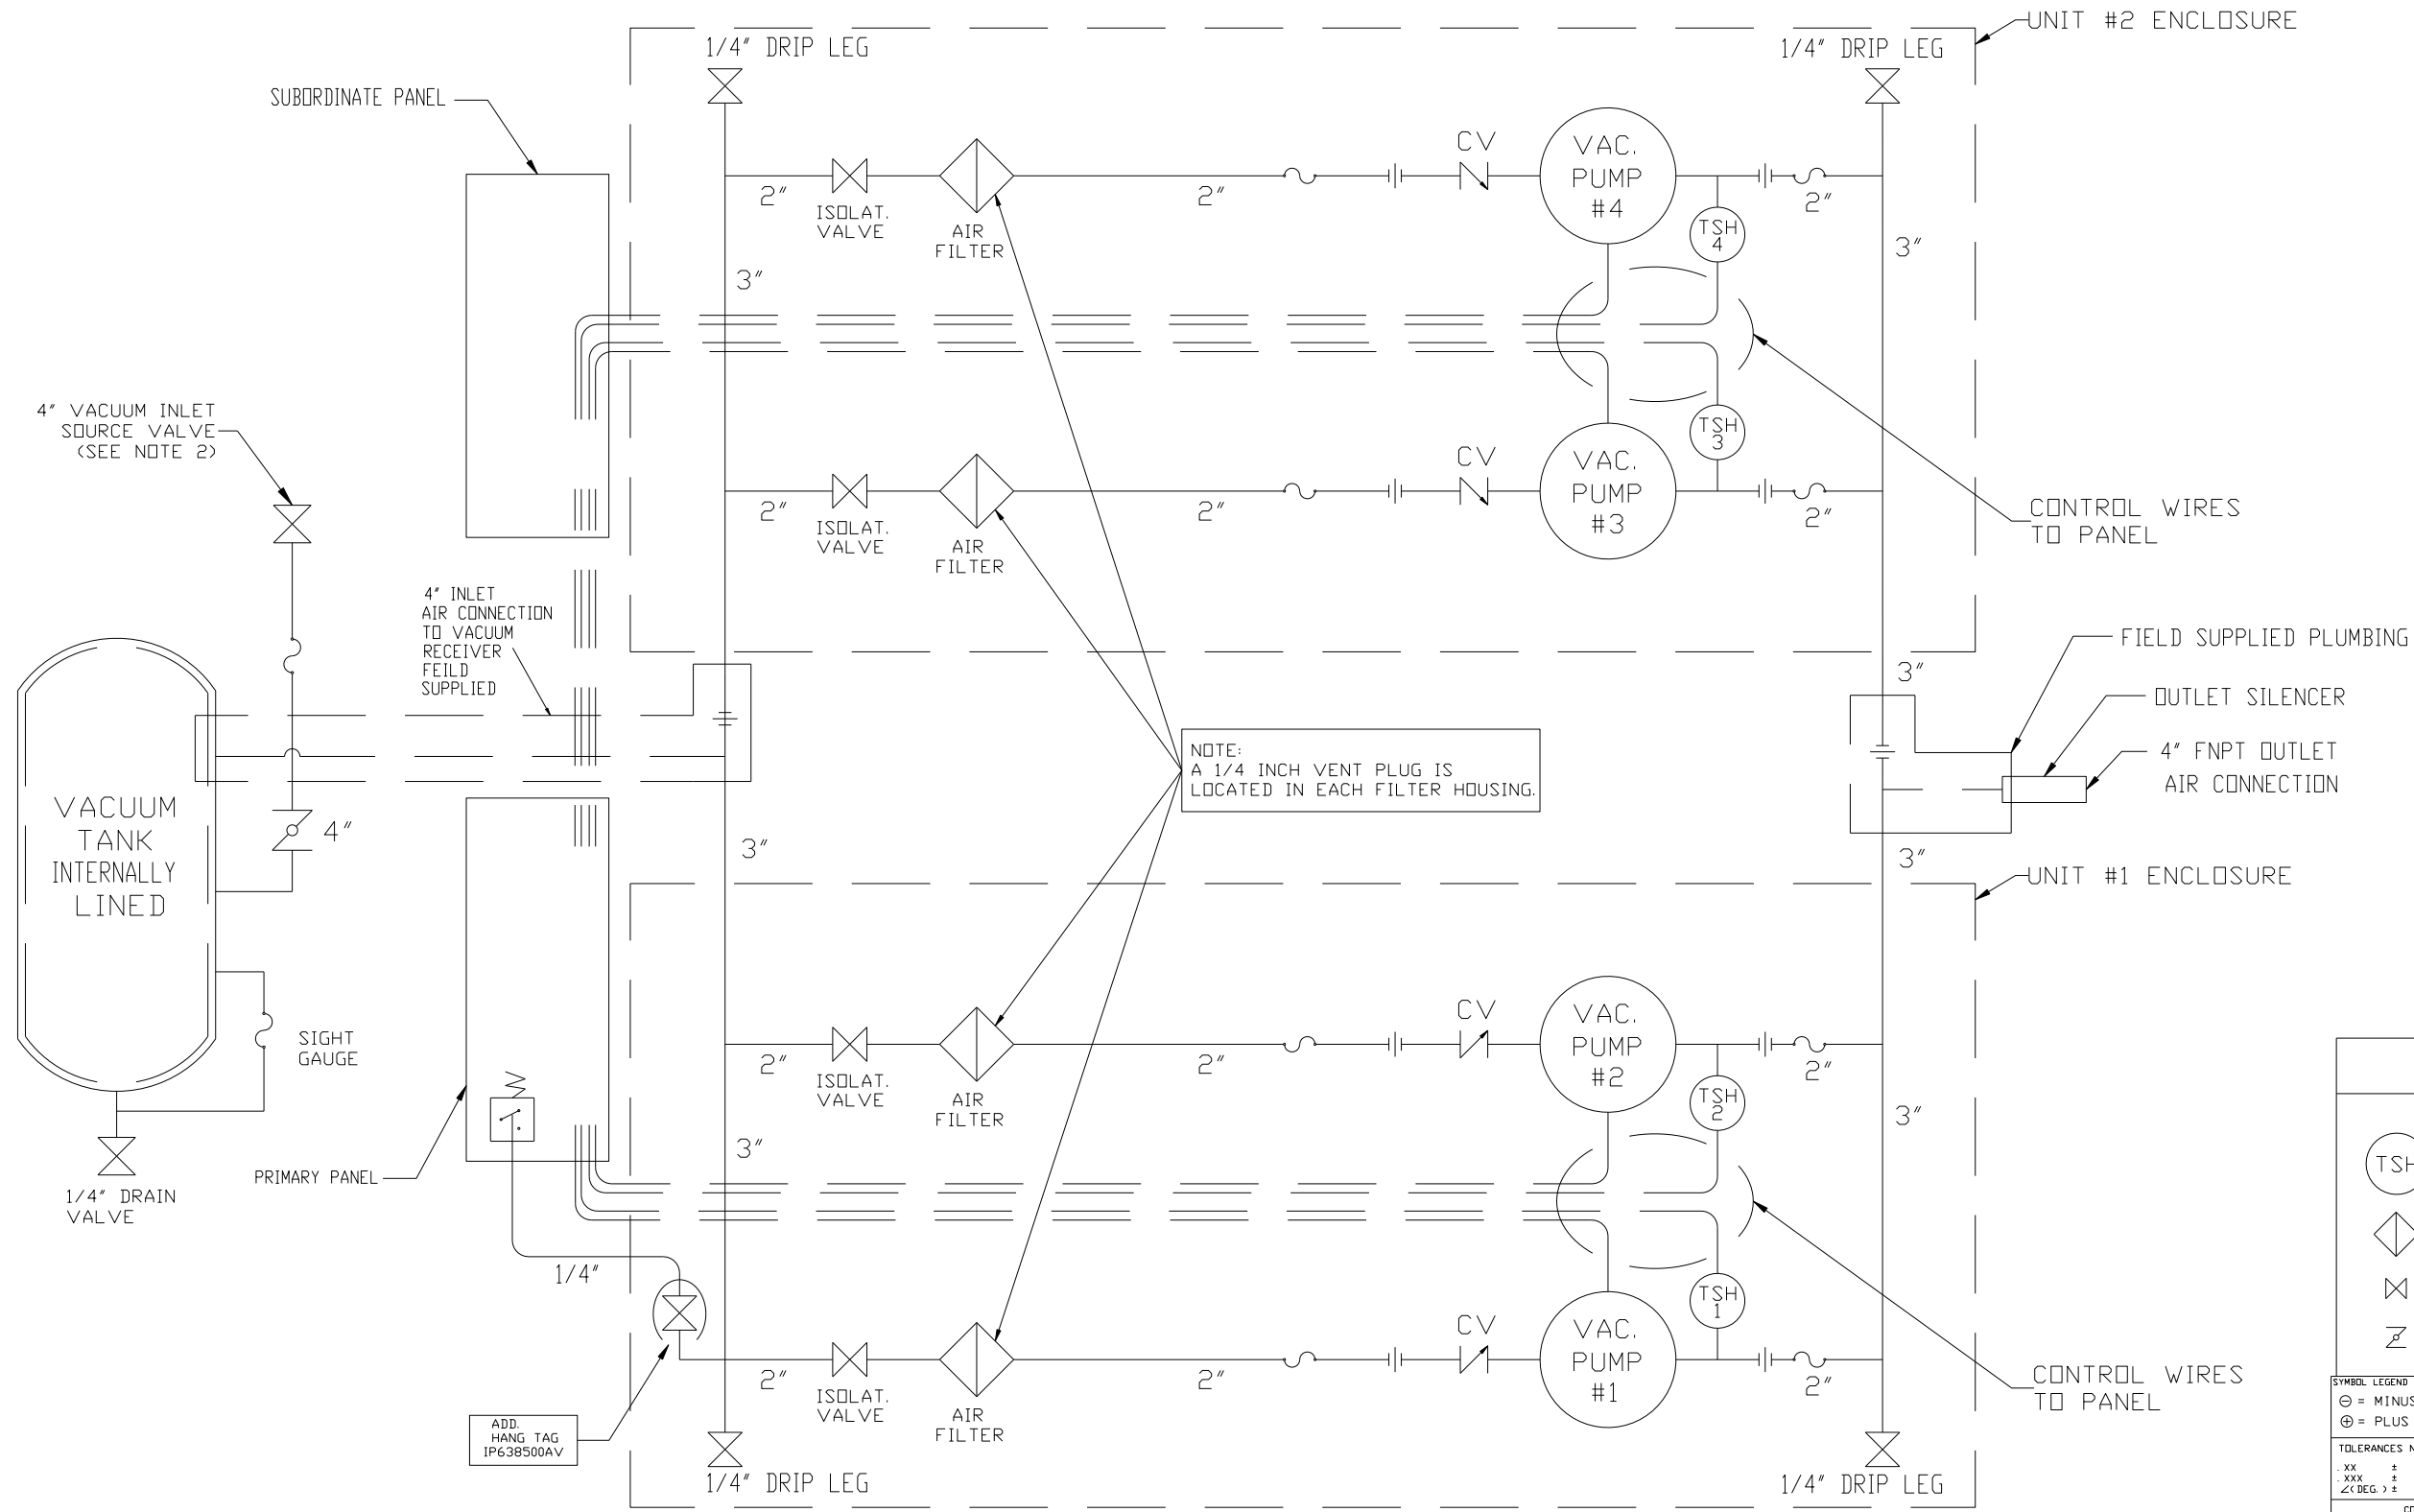 UNIT #2 ENCLOSURE
1/4" DRIP LEG
1/4" DRIP LEG
SUBORDINATE PANEL
CV
VAC.
PUMP
#4
2"
ISOLAT.
VALVE
AIR
FILTER
2"
TSH
4
2"
3"
3"
4" VACUUM INLET
SOURCE VALVE
(SEE NOTE 2)
CV
VAC.
PUMP
#3
TSH
3
2"
ISOLAT.
VALVE
AIR
FILTER
2"
2"
CONTROL WIRES
TO PANEL
4" INLET
AIR CONNECTION
TO VACUUM
RECEIVER
FEILD
SUPPLIED
FIELD SUPPLIED PLUMBING
3"
OUTLET SILENCER
4" FNPT OUTLET
AIR CONNECTION
NOTE:
A 1/4 INCH VENT PLUG IS
LOCATED IN EACH FILTER HOUSING.
VACUUM
TANK
INTERNALLY
LINED
4"
3"
3"
UNIT #1 ENCLOSURE
SIGHT
GAUGE
CV
VAC.
PUMP
#2
2"
ISOLAT.
VALVE
AIR
FILTER
2"
TSH
2
2"
3"
3"
PRIMARY PANEL
1/4" DRAIN
VALVE
1/4"
CV
VAC.
PUMP
#1
TSH
1
2"
ISOLAT.
VALVE
AIR
FILTER
2"
2"
CONTROL WIRES
TO PANEL
ADD.
HANG TAG
IP638500AV
1/4" DRIP LEG
1/4" DRIP LEG
TSH
SYMBOL LEGEND
⊖ = MINUS
⊕ = PLUS
TOLERANCES
.XX ±
.XXX ±
∠(DEG.) ±